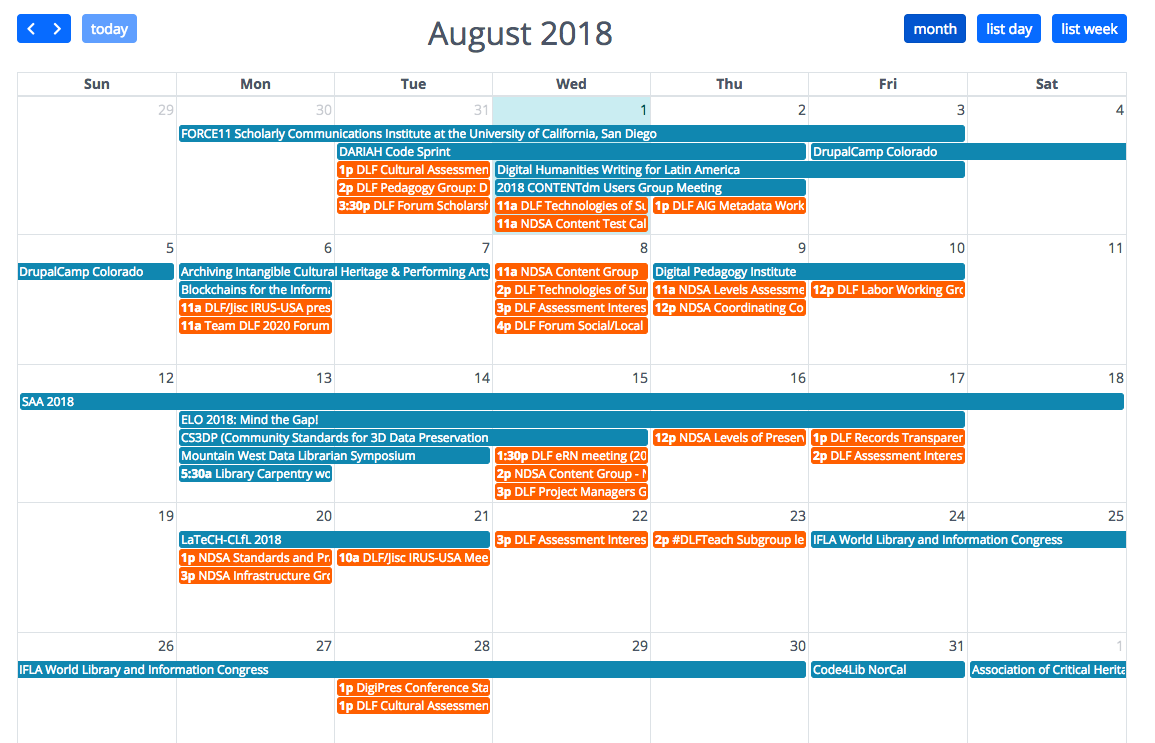 today
August 2018
month list day list week
Sun Mon Tue Wed Thu Fri Sat
29 30 31 1 2 3 4
FORCE11 Scholarly Communications Institute at the University of California, San Diego
DARIAH Code Sprint DrupalCamp Colorado
1p DLF Cultural Assessmen Digital Humanities Writing for Latin America
2p DLF Pedagogy Group: D 2018 CONTENTdm Users Group Meeting
3:30p DLF Forum Scholarsh 11a DLF Technologies of Su 1p DLF AIG Metadata Work
11a NDSA Content Test Cal
5 6 7 8 9 10 11
DrupalCamp Colorado Archiving Intangible Cultural Heritage & Performing Arts 11a NDSA Content Group Digital Pedagogy Institute
Blockchains for the Informa 2p DLF Technologies of Sur 11a NDSA Levels Assessme 12p DLF Labor Working Gro
11a DLF/Jisc IRUS-USA pres 3p DLF Assessment Interes 12p NDSA Coordinating Co
11a Team DLF 2020 Forum 4p DLF Forum Social/Local
12 13 14 15 16 17 18
SAA 2018
ELO 2018: Mind the Gap!
CS3DP (Community Standards for 3D Data Preservation 12p NDSA Levels of Preserv 1p DLF Records Transparen
Mountain West Data Librarian Symposium 1:30p DLF eRN meeting (20 2p DLF Assessment Interes
5:30a Library Carpentry wo 2p NDSA Content Group - N
3p DLF Project Managers G
19 20 21 22 23 24 25
LaTeCH-CLfL 2018 3p DLF Assessment Interes 2p #DLFTeach Subgroup le IFLA World Library and Information Congress
1p NDSA Standards and Pr 10a DLF/Jisc IRUS-USA Mee
3p NDSA Infrastructure Gro
26 27 28 29 30 31 1
IFLA World Library and Information Congress Code4Lib NorCal Association of Critical Herita
1p DigiPres Conference Sta
1p DLF Cultural Assessmen